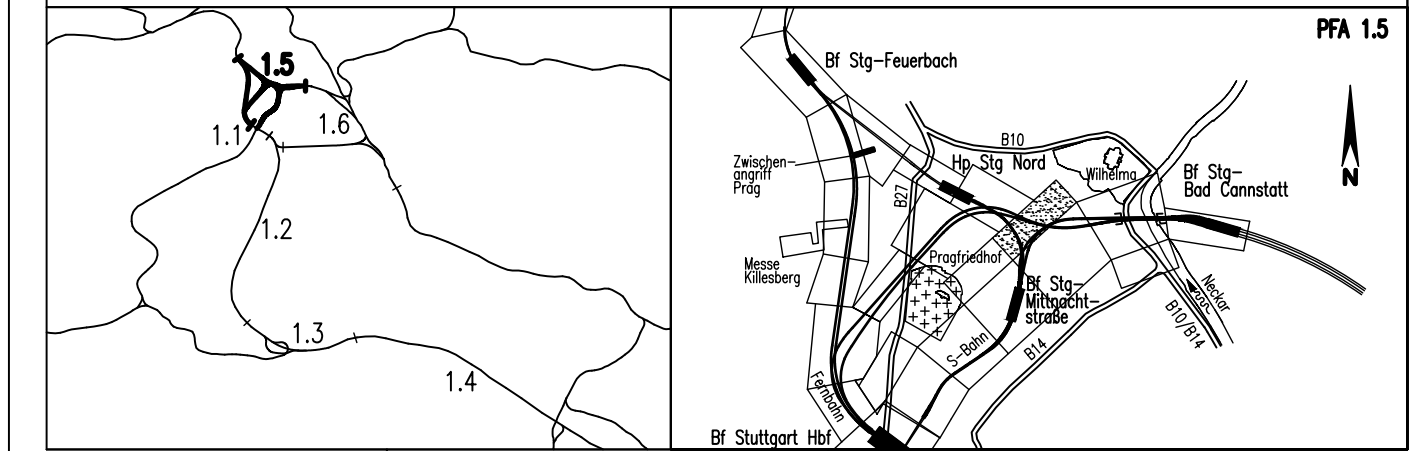 1.5
1.1
1.6
1.2
1.3
1.4
PFA 1.5
Bf Stg-Feuerbach
N
B10
Zwischen-
angriff
Prag
Hp Stg Nord
Wilhelma
Bf Stg-
Bad Cannstatt
B27
Messe
Killesberg
Pragfriedhof
Bf Stg-
Mittnacht-
straße
Neckar
B10/B14
S-Bahn
B14
Fernbahn
Bf Stuttgart Hbf